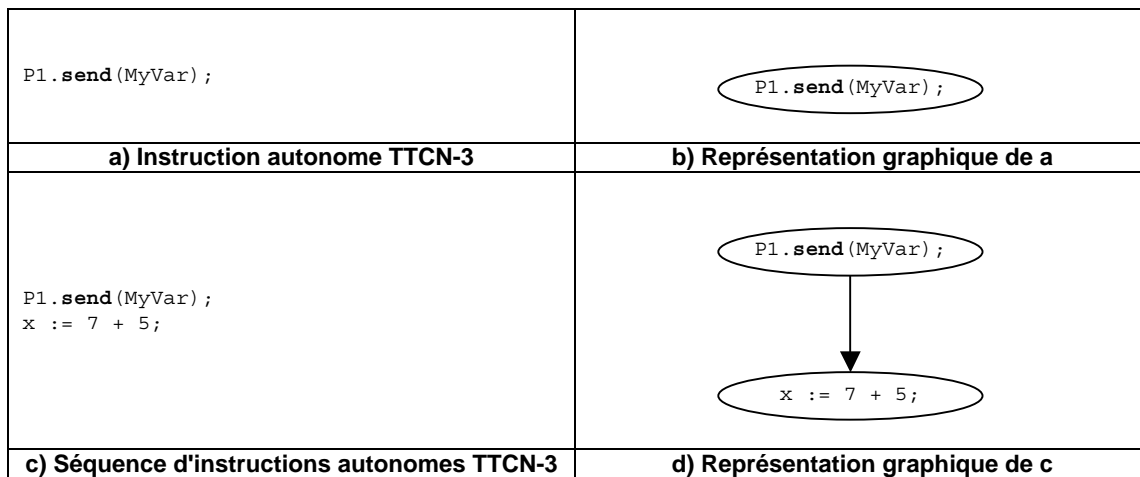 P1.send(MyVar);
P1.send(MyVar);
a) Instruction autonome TTCN-3
b) Représentation graphique de a
P1.send(MyVar);
x := 7 + 5;
P1.send(MyVar);
x := 7 + 5;
c) Séquence d'instructions autonomes TTCN-3
d) Représentation graphique de c